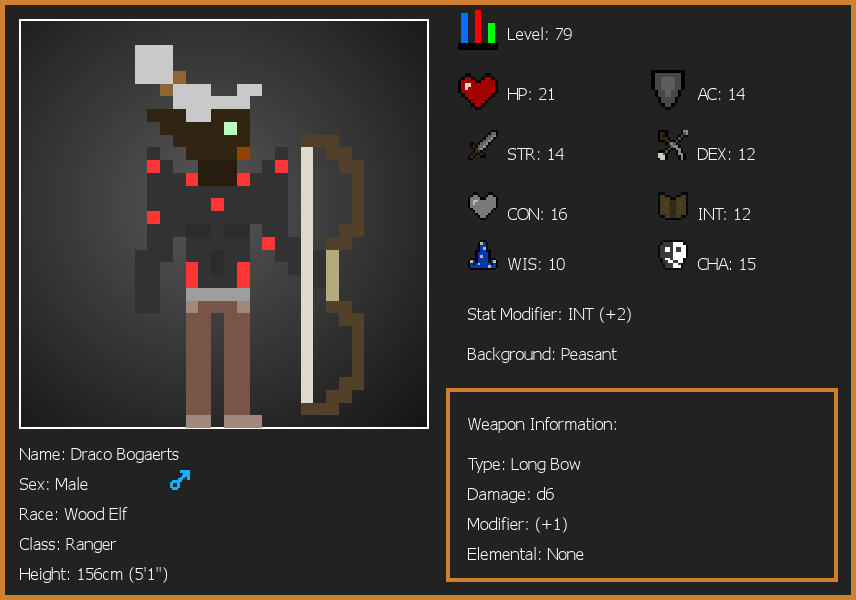 Level: 79
HP: 21
AC: 14
STR: 14
DEX: 12
CON: 16
INT: 12
WIS: 10
CHA: 15
Stat Modifier: INT (+2)
Background: Peasant
Weapon Information:
Type: Long Bow
Damage: d6
Modifier: (+1)
Elemental: None
Name: Draco Bogaerts
Sex: Male
Race: Wood Elf
Class: Ranger
Height: 156cm (5'1")